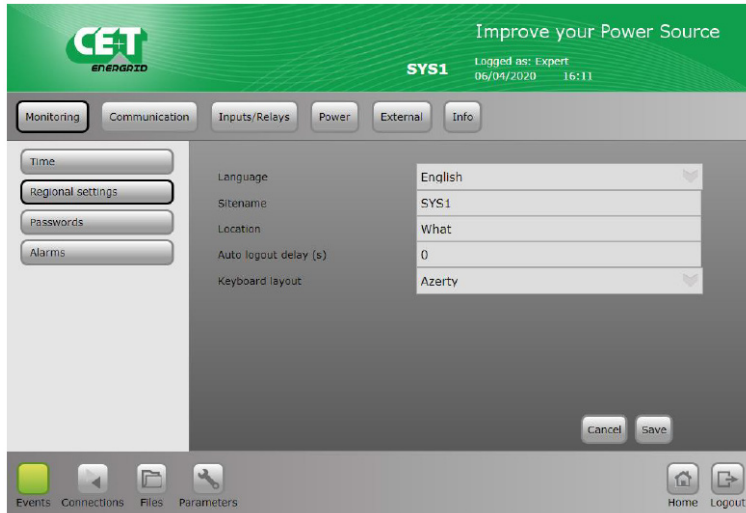 CE+T
ENERGRID
Improve your Power Source
SYS1
Logged as: Expert
06/04/2020 16:11
Monitoring
Communication
Inputs/Relays
Power
External
Info
Time
Regional settings
Passwords
Alarms
Language English
Sitename SYS1
Location What
Auto logout delay (s) 0
Keyboard layout Azerty
Cancel
Save
Events
Connections
Files
Parameters
Home
Logout